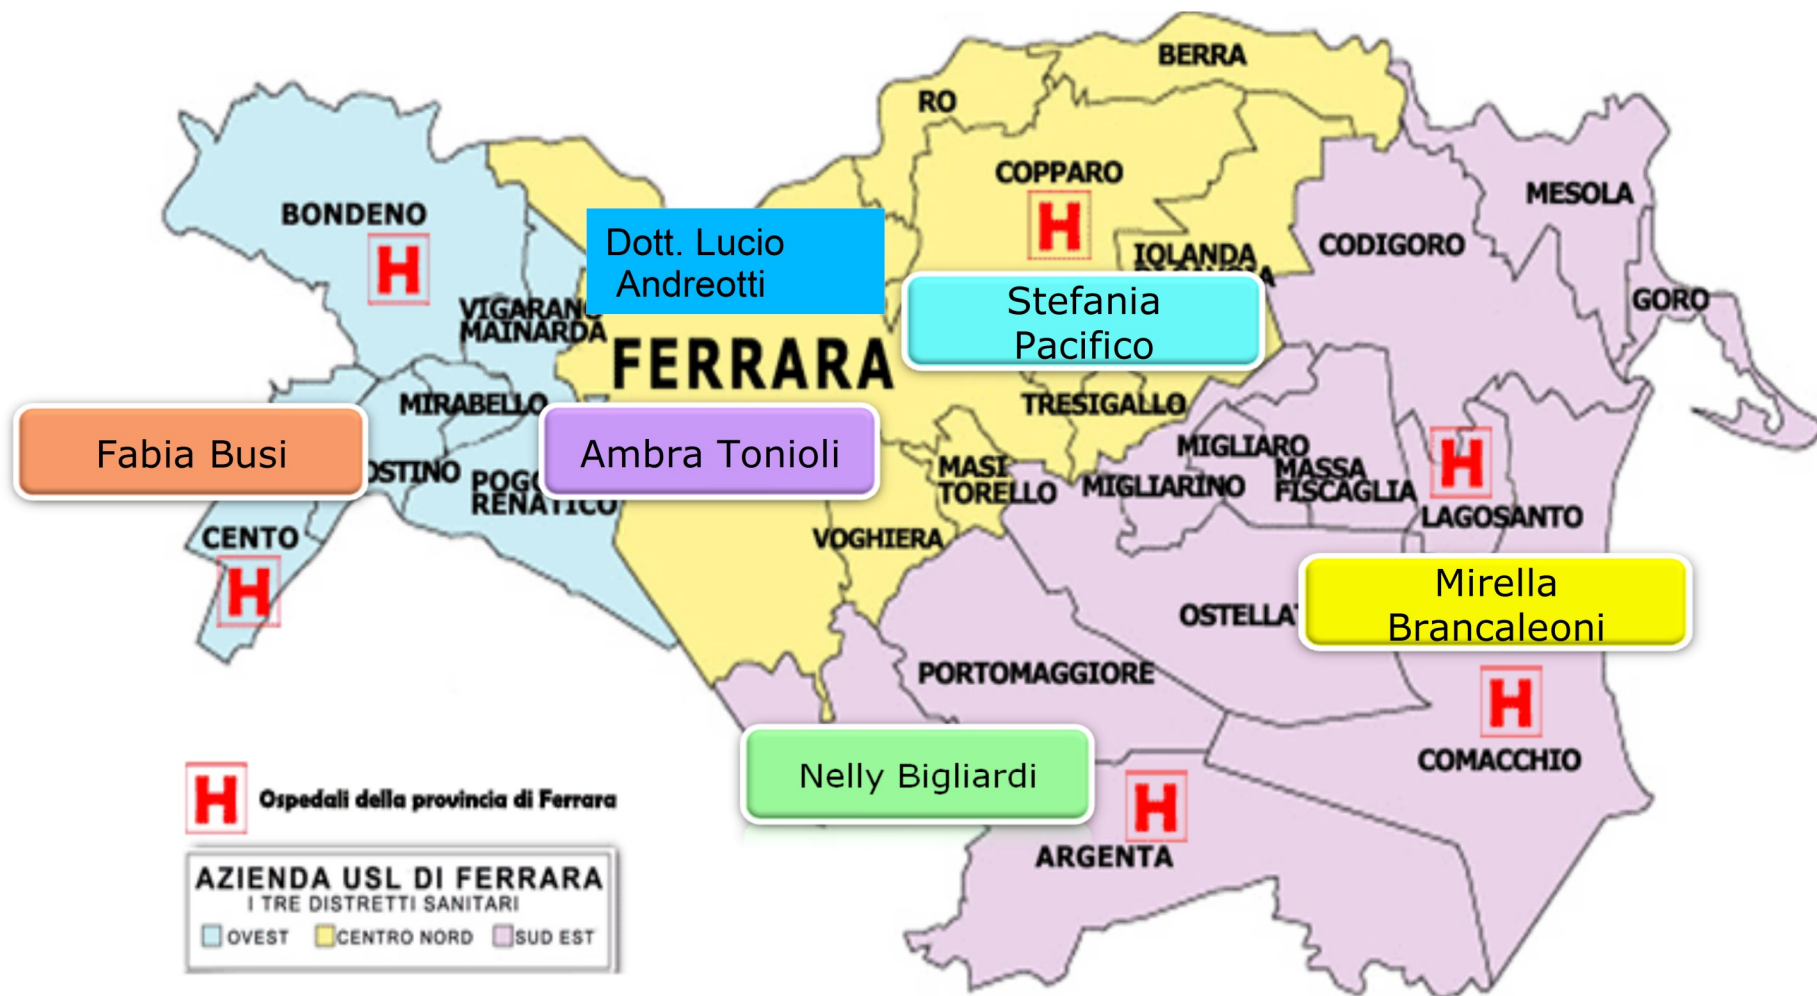 BERRA
RO
COPPARO
MESOLA
BONDENO
H
H
Dott. Lucio
Andreotti
IOLANDA
CODIGORO
GORO
VIGARANO
MAINARDA
Stefania
Pacifico
FERRARA
MIRABELLO
TRESIGALLO
Fabia Busi
Ambra Tonioli
MIGLIARO
H
MASI
TORELLO
MASSA
FISCAGLIA
MIGLIARINO
RENATICO
LAGOSANTO
CENTO
VOGHIERA
H
Mirella
Brancaleoni
PORTOMAGGIORE
H
COMACCHIO
Nelly Bigliardi
H
ARGENTA
H Ospedali della provincia di Ferrara
AZIENDA USL DI FERRARA
I TRE DISTRETTI SANITARI
OVEST CENTRO NORD SUD EST